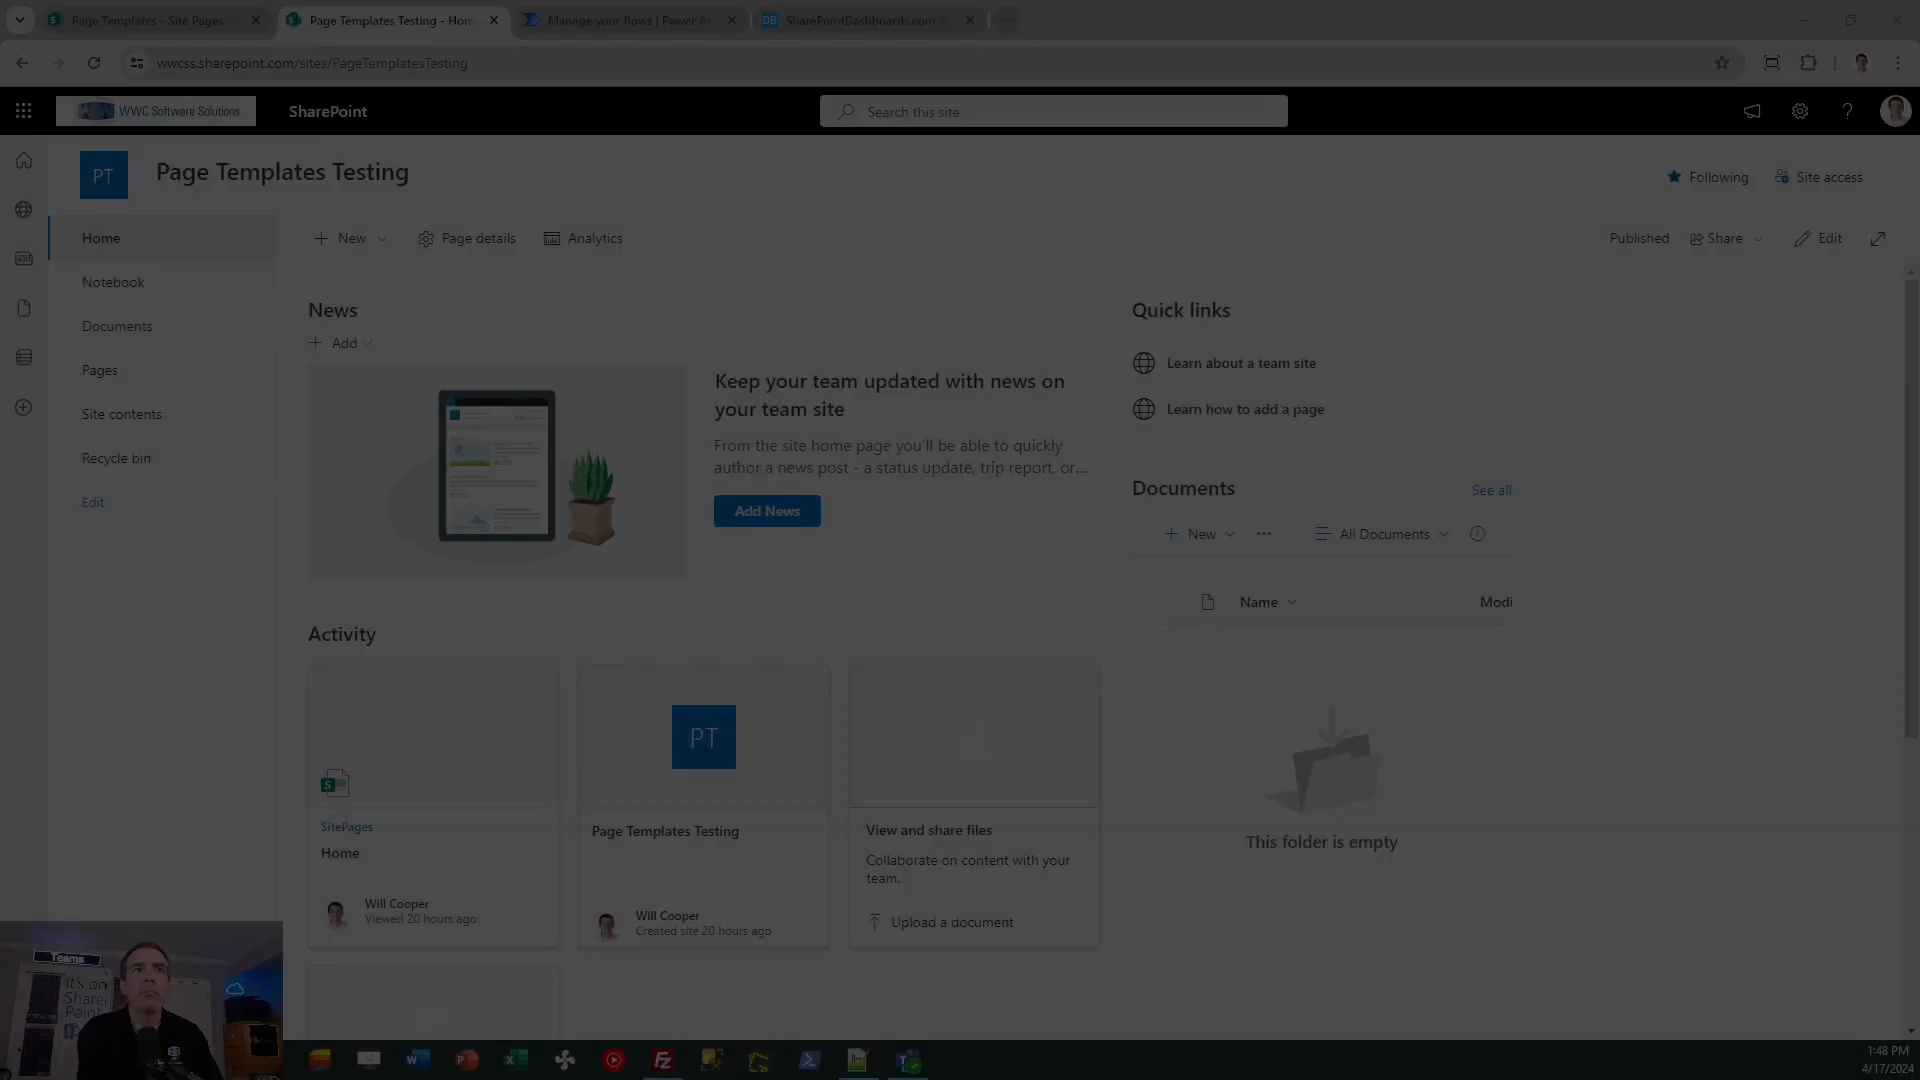 Page Templates - Site Pages -
Page Templates Testing - Hom
Manage your flows | Power A
SharePointDashboards.com S
wwcss.sharepoint.com/sites/PageTemplatesTesting
WWC Software Solutions
SharePoint
Search this site
PT
Page Templates Testing
Following
Site access
Home
New
Page details
Analytics
Published
Share
Edit
Notebook
Documents
Pages
Site contents
Recycle bin
Edit
News
Add
Keep your team updated with news on
your team site
From the site home page you'll be able to quickly
author a news post - a status update, trip report, or...
Add News
Quick links
Learn about a team site
Learn how to add a page
Documents
See all
New
All Documents
Name
Modi
This folder is empty
Activity
SitePages
Home
Will Cooper
Viewed 20 hours ago
PT
Page Templates Testing
Will Cooper
Created site 20 hours ago
View and share files
Collaborate on content with your
team.
Upload a document
Teams
It's on
Share
Point
1:48 PM
4/17/2024